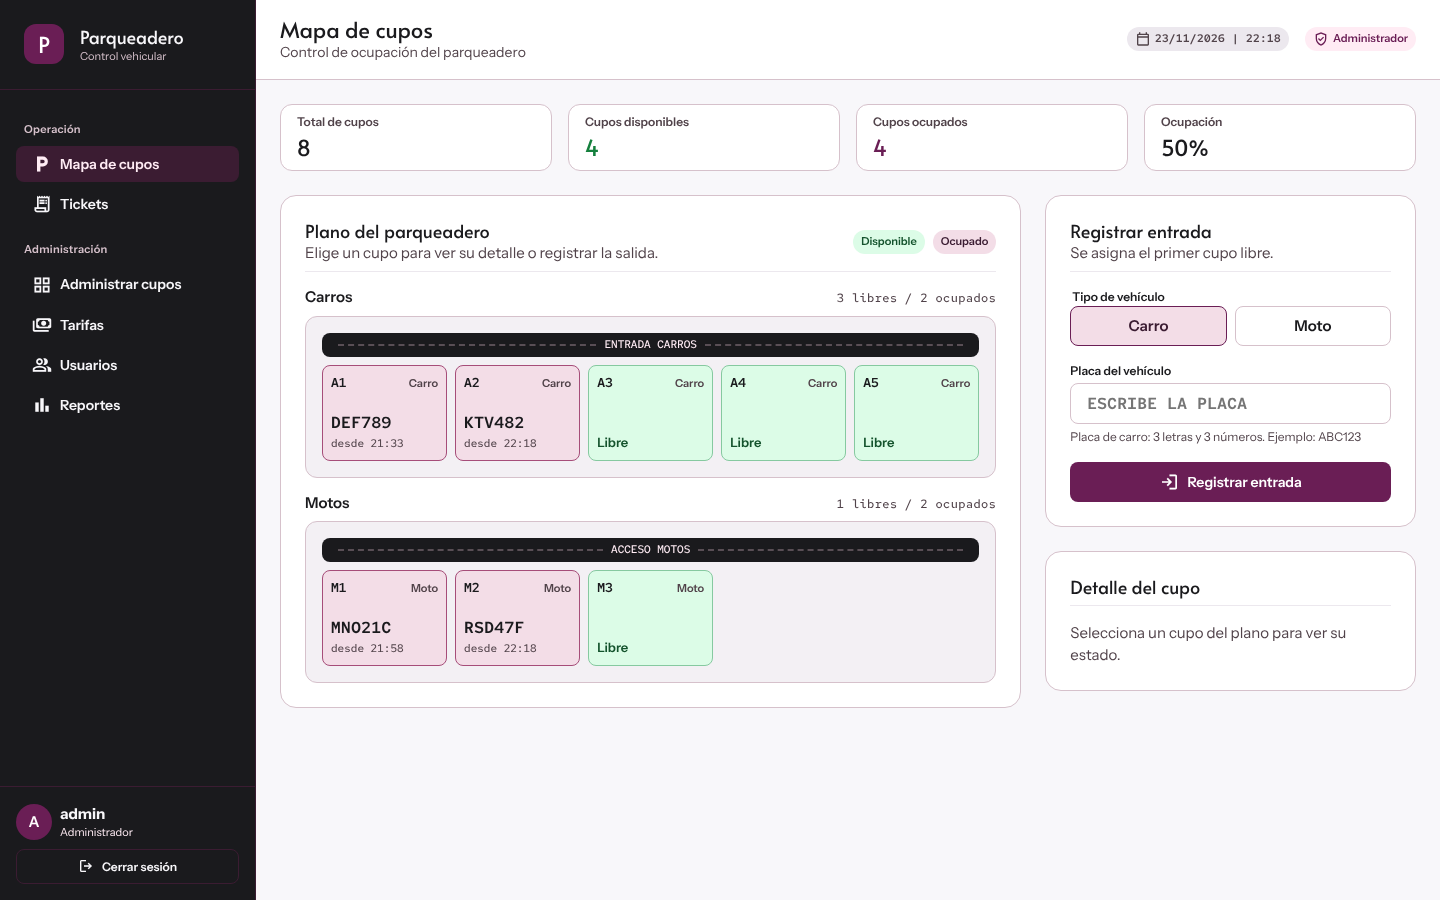 P
Parqueadero
Control vehicular
Operación
Mapa de cupos
Tickets
Administración
Administrar cupos
Tarifas
Usuarios
Reportes
A
admin
Administrador
Cerrar sesión
Mapa de cupos
Control de ocupación del parqueadero
23/11/2026 | 22:18
Administrador
Total de cupos
8
Cupos disponibles
4
Cupos ocupados
4
Ocupación
50%
Plano del parqueadero
Elige un cupo para ver su detalle o registrar la salida.
Disponible
Ocupado
Carros
3 libres / 2 ocupados
ENTRADA CARROS
A1 Carro
DEF789
desde 21:33
A2 Carro
KTV482
desde 22:18
A3 Carro
Libre
A4 Carro
Libre
A5 Carro
Libre
Motos
1 libres / 2 ocupados
ACCESO MOTOS
M1 Moto
MNO21C
desde 21:58
M2 Moto
RSD47F
desde 22:18
M3 Moto
Libre
Registrar entrada
Se asigna el primer cupo libre.
Tipo de vehículo
Carro
Moto
Placa del vehículo
ESCRIBE LA PLACA
Placa de carro: 3 letras y 3 números. Ejemplo: ABC123
Registrar entrada
Detalle del cupo
Selecciona un cupo del plano para ver su
estado.